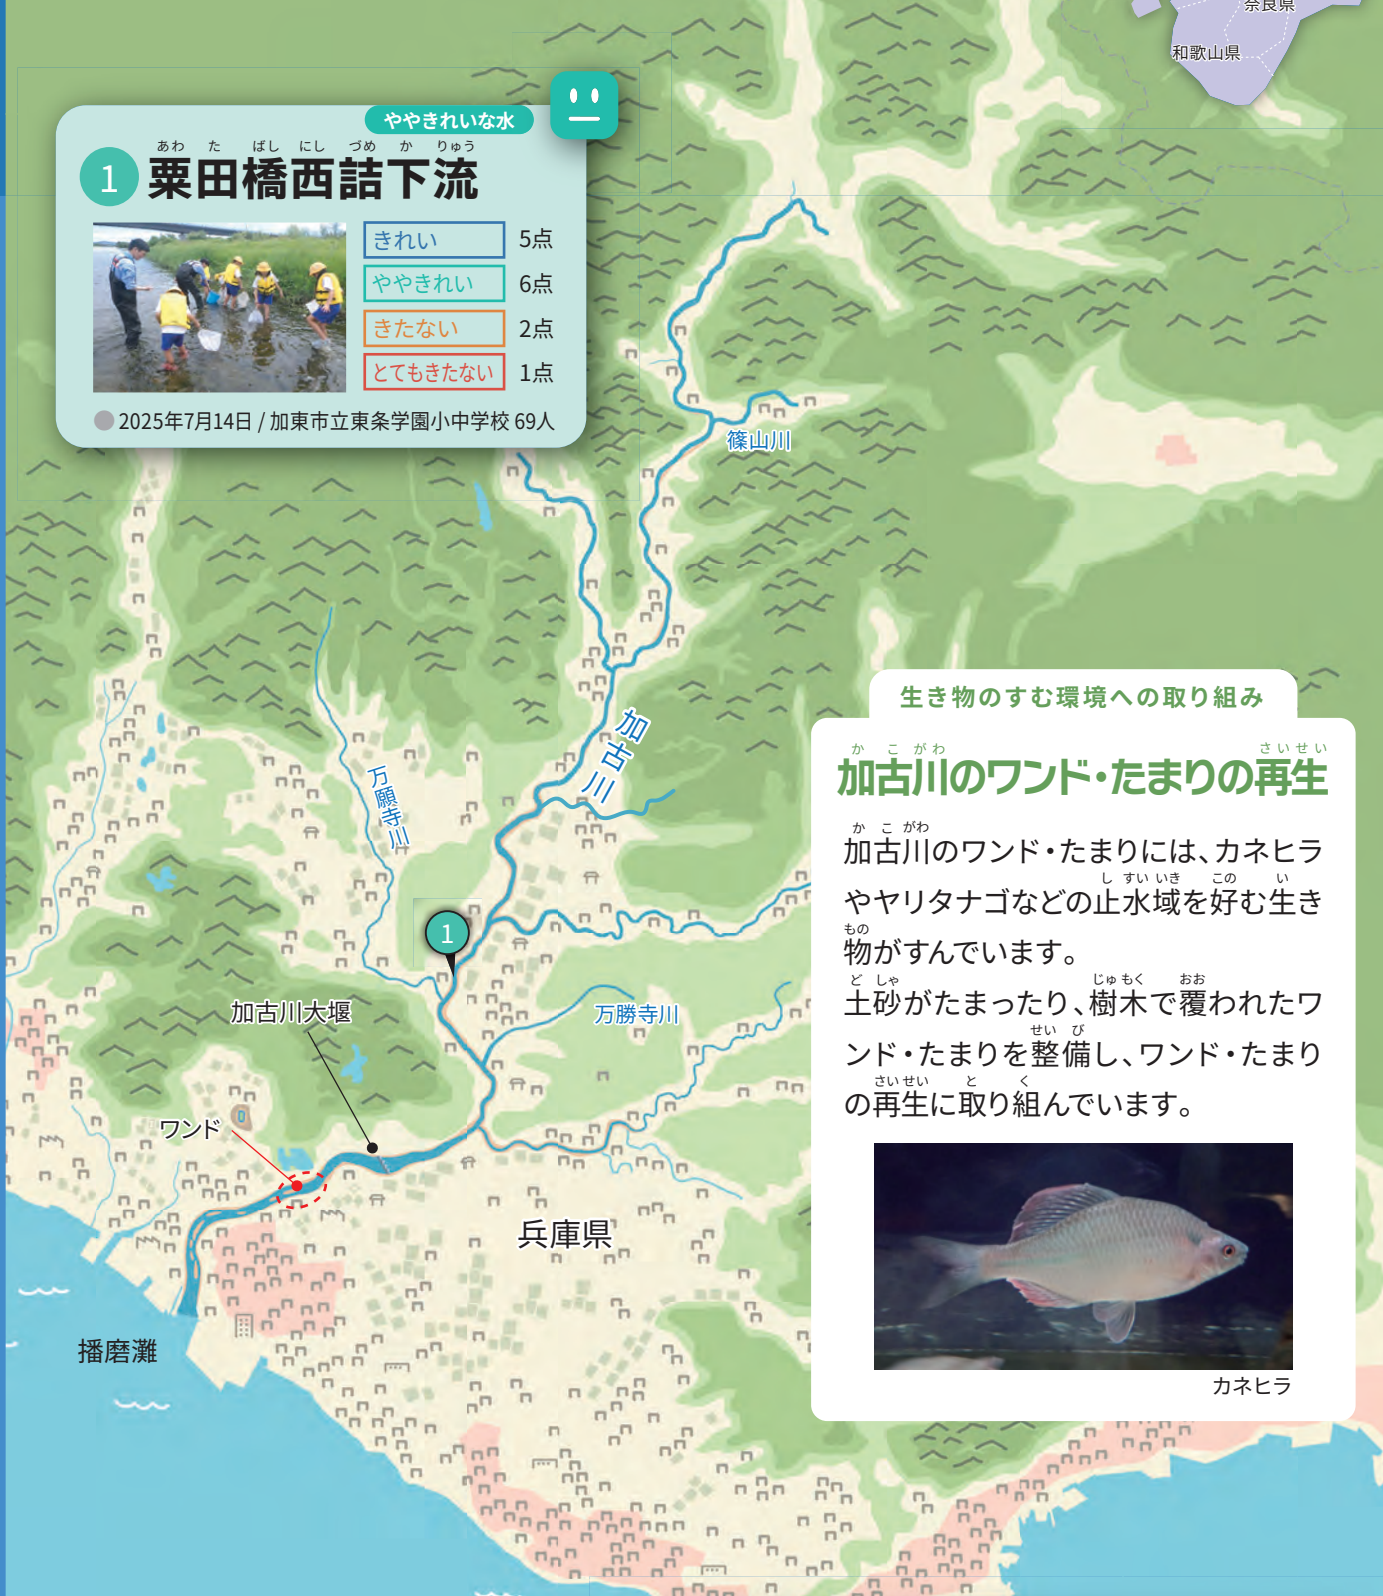 奈良県
和歌山県
ややきれいな水
あわ た ばし にし づめ か りゅう
1 粟田橋西詰下流
きれい 5点
ややきれい 6点
きたない 2点
とてもきたない 1点
2025年7月14日 / 加東市立東条学園小中学校 69人
篠山川
加古川
万願寺川
1
加古川大堰
万勝寺川
ワンド
兵庫県
播磨灘
生き物のすむ環境への取り組み
か こ がわ さいせい
加古川のワンド・たまりの再生
か こ がわ
加古川のワンド・たまりには、カネヒラ
し すい いき この い
やヤリタナゴなどの止水域を好む生き
もの
物がすんでいます。
ど しゃ じゅ もく おお
土砂がたまったり、樹木で覆われたワ
せい び
ンド・たまりを整備し、ワンド・たまり
さい せい と く
の再生に取り組んでいます。
カネヒラ